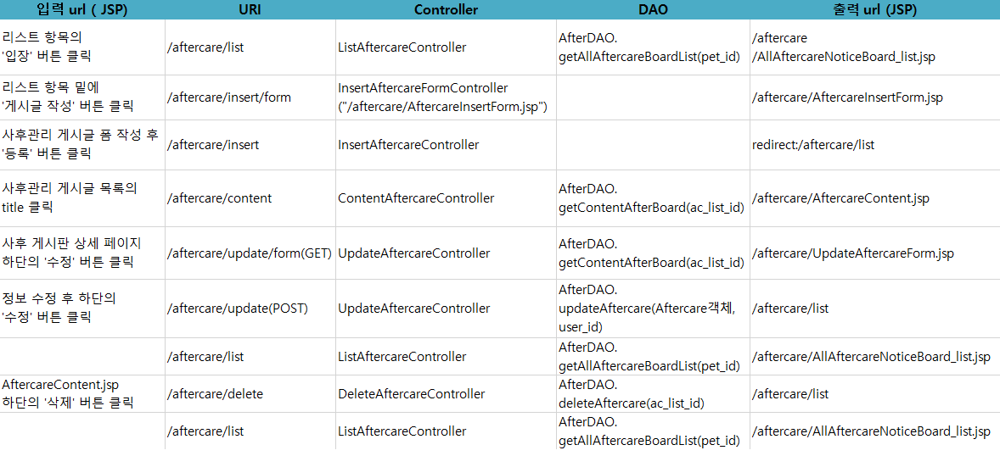 입력 url ( JSP)
URI
Controller
DAO
출력 url (JSP)
리스트 항목의
'입장' 버튼 클릭
/aftercare/list
ListAftercareController
AfterDAO.
getAllAftercareBoardList(pet_id)
/aftercare
/AllAftercareNoticeBoard_list.jsp
리스트 항목 밑에
'게시글 작성' 버튼 클릭
/aftercare/insert/form
InsertAftercareFormController
("/aftercare/AftercareInsertForm.jsp")
/aftercare/AftercareInsertForm.jsp
사후관리 게시글 폼 작성 후
'등록' 버튼 클릭
/aftercare/insert
InsertAftercareController
redirect:/aftercare/list
사후관리 게시글 목록의
title 클릭
/aftercare/content
ContentAftercareController
AfterDAO.
getContentAfterBoard(ac_list_id)
/aftercare/AftercareContent.jsp
사후 게시판 상세 페이지
하단의 '수정' 버튼 클릭
/aftercare/update/form(GET)
UpdateAftercareController
AfterDAO.
getContentAfterBoard(ac_list_id)
/aftercare/UpdateAftercareForm.jsp
정보 수정 후 하단의
'수정' 버튼 클릭
/aftercare/update(POST)
UpdateAftercareController
AfterDAO.
updateAftercare(Aftercare객체,
user_id)
/aftercare/list
/aftercare/list
ListAftercareController
AfterDAO.
getAllAftercareBoardList(pet_id)
/aftercare/AllAftercareNoticeBoard_list.jsp
AftercareContent.jsp
하단의 '삭제' 버튼 클릭
/aftercare/delete
DeleteAftercareController
AfterDAO.
deleteAftercare(ac_list_id)
/aftercare/list
/aftercare/list
ListAftercareController
AfterDAO.
getAllAftercareBoardList(pet_id)
/aftercare/AllAftercareNoticeBoard_list.jsp